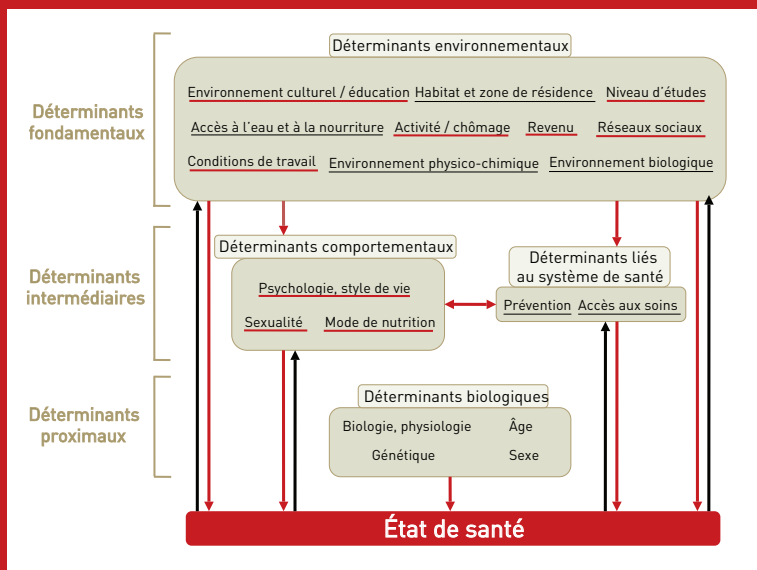 Déterminants environnementaux
Déterminants
fondamentaux
Environnement culturel / éducation Habitat et zone de résidence Niveau d'études
Accès à l'eau et à la nourriture Activité / chômage Revenu Réseaux sociaux
Conditions de travail Environnement physico-chimique Environnement biologique
Déterminants
intermédiaires
Déterminants comportementaux
Psychologie, style de vie
Sexualité Mode de nutrition
Déterminants liés
au système de santé
Prévention Accès aux soins
Déterminants
proximaux
Déterminants biologiques
Biologie, physiologie Âge
Génétique Sexe
État de santé